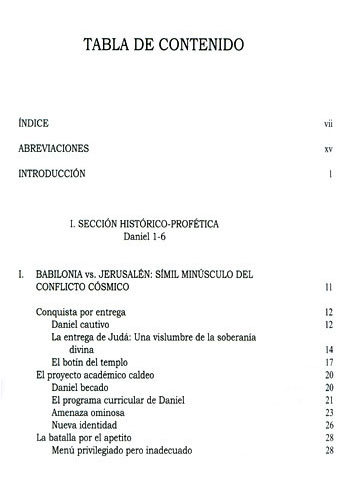 TABLA DE CONTENIDO
ÍNDICE vii
ABREVIACIONES xv
INTRODUCCIÓN 1
I. SECCIÓN HISTÓRICO-PROFÉTICA
Daniel 1-6
I. BABILONIA vs. JERUSALÉN: SÍMIL MINÚSCULO DEL
CONFLICTO CÓSMICO 11
Conquista por entrega 12
Daniel cautivo 12
La entrega de Judá: Una vislumbre de la soberanía
divina 14
El botín del templo 17
El proyecto académico caldeo 20
Daniel becado 20
El programa curricular de Daniel 21
Amenaza ominosa 23
Nueva identidad 26
La batalla por el apetito 28
Menú privilegiado pero inadecuado 28